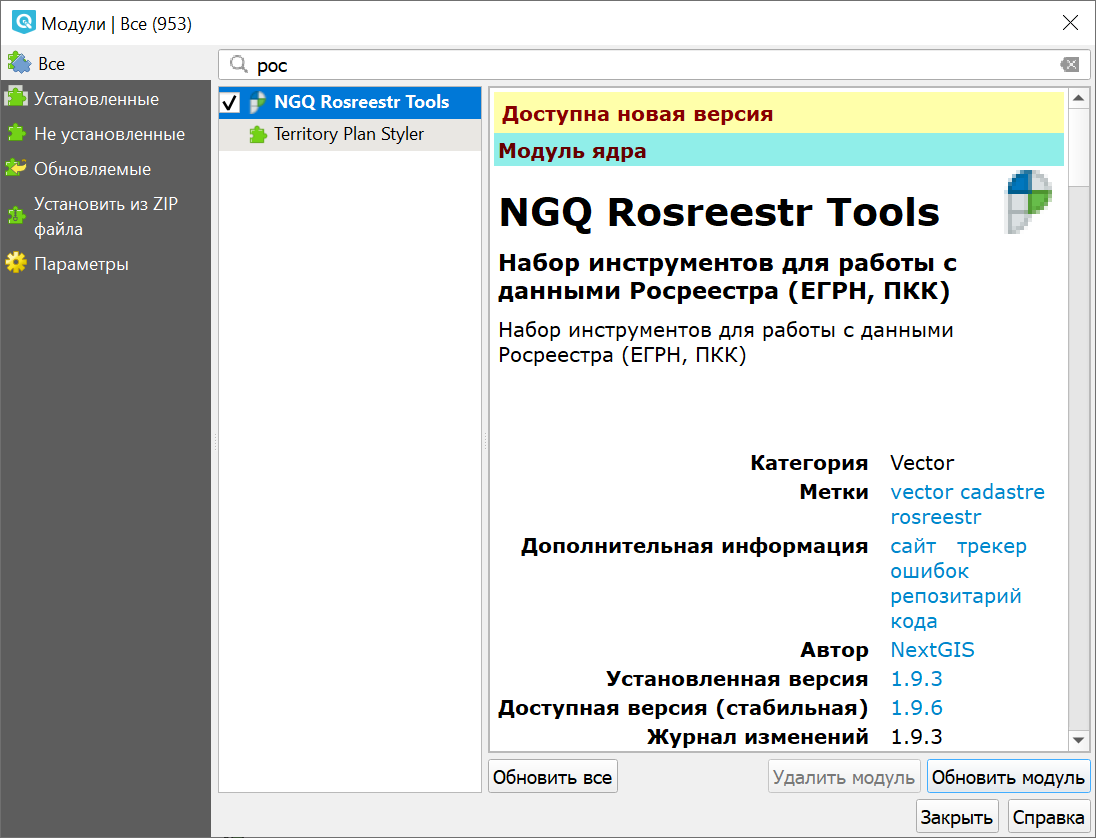 Модули | Все (953)
Все
Установленные
Не установленные
Обновляемые
Установить из ZIP
файла
Параметры
рос
NGQ Rosreestr Tools
Territory Plan Styler
Доступна новая версия
Модуль ядра
NGQ Rosreestr Tools
Набор инструментов для работы с
данными Росреестра (ЕГРН, ПКК)
Набор инструментов для работы с данными
Росреестра (ЕГРН, ПКК)
Категория Vector
Метки vector cadastre
rosreestr
Дополнительная информация сайт трекер
ошибок
репозитарий
кода
Автор NextGIS
Установленная версия 1.9.3
Доступная версия (стабильная) 1.9.6
Журнал изменений 1.9.3
Обновить все Удалить модуль Обновить модуль
Закрыть Справка